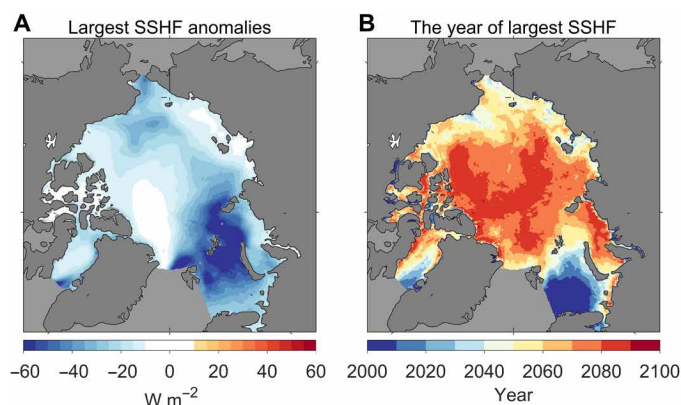 A Largest SSHF anomalies
B The year of largest SSHF
−60 −40 −20 0 20 40 60
W m−2
2000 2020 2040 2060 2080 2100
Year